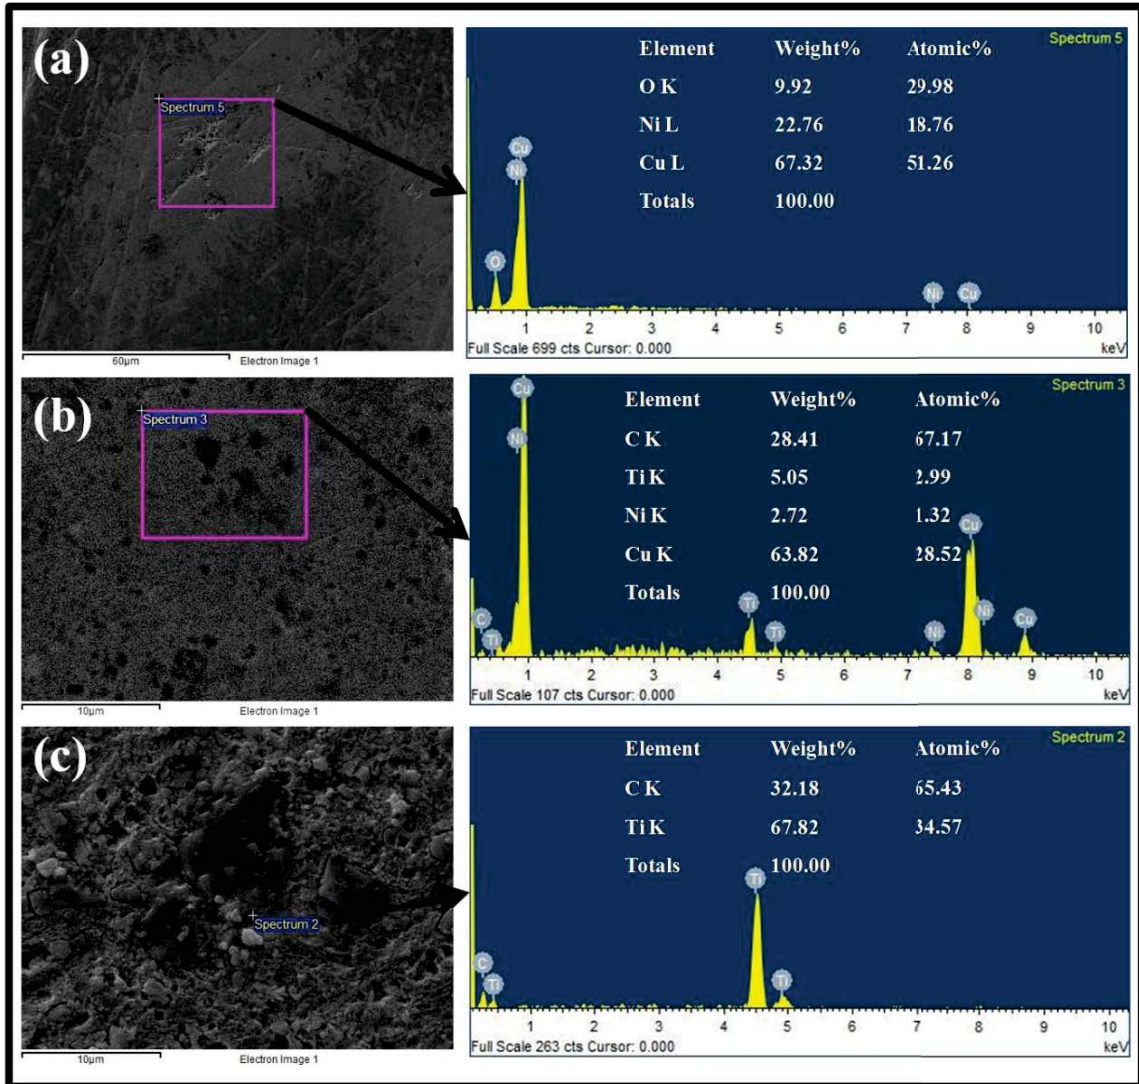 (a)
Spectrum 5
60µm
Electron Image 1
Spectrum 5
Element Weight% Atomic%
O K 9.92 29.98
Ni L 22.76 18.76
Cu L 67.32 51.26
Totals 100.00
Cu
Ni
O
Ni Cu
1 2 3 4 5 6 7 8 9 10
Full Scale 699 cts Cursor: 0.000 keV
(b)
Spectrum 3
10µm
Electron Image 1
Spectrum 3
Element Weight% Atomic%
C K 28.41 67.17
Ti K 5.05 2.99
Ni K 2.72 1.32
Cu K 63.82 28.52
Totals 100.00
Cu
Ni
Cu
Ti
Ni
C
Ti
Ti
Ni
Cu
1 2 3 4 5 6 7 8 9 10
Full Scale 107 cts Cursor: 0.000 keV
(c)
Spectrum 2
10µm
Electron Image 1
Spectrum 2
Element Weight% Atomic%
C K 32.18 65.43
Ti K 67.82 34.57
Totals 100.00
Ti
C
Ti
Ti
1 2 3 4 5 6 7 8 9 10
Full Scale 263 cts Cursor: 0.000 keV